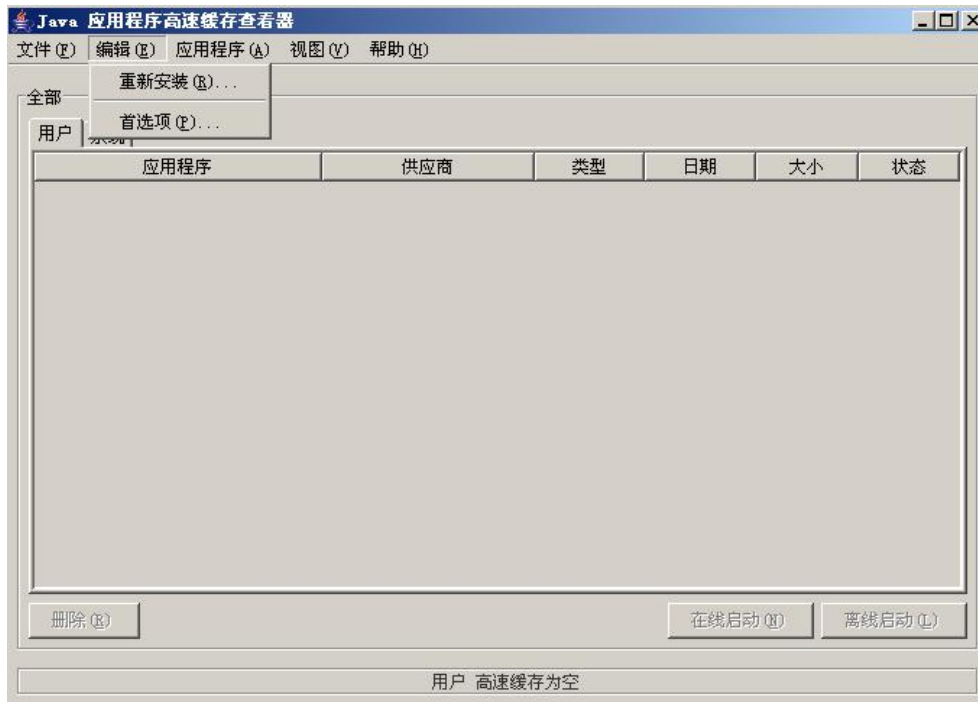 Java 应用程序高速缓存查看器
文件(F) 编辑(E) 应用程序(A) 视图(V) 帮助(H)
重新安装(R)...
全部
首选项(P)...
用户 系统
应用程序 供应商 类型 日期 大小 状态
删除(R) 在线启动(N) 离线启动(L)
用户 高速缓存为空